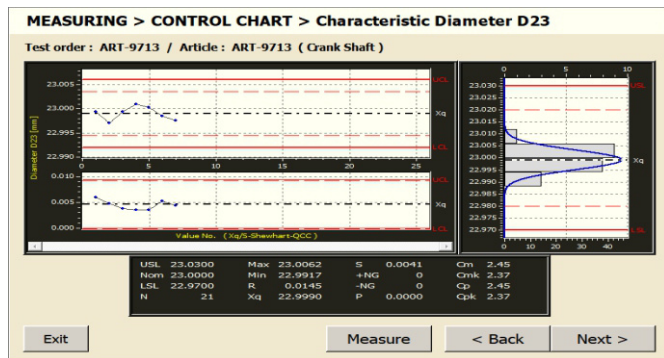 MEASURING > CONTROL CHART > Characteristic Diameter D23
Test order : ART-9713 / Article : ART-9713 ( Crank Shaft )
0 5 10
23.005
23.000
22.995
22.990
Diameter D23 [mm]
UCL
Xq
LCL
0 5 10 15 20 25
0.010
0.005
0.000
UCL
Xq
LCL
Value No. (Xq/S-Shewhart-QCC)
23.030
23.025
23.020
23.015
23.010
23.005
23.000
22.995
22.990
22.985
22.980
22.975
22.970
USL
Xq
LSL
0 10 20 30 40
USL 23.0300 Max 23.0062 S 0.0041 Cm 2.45
Nom 23.0000 Min 22.9917 +NG 0 Cmk 2.37
LSL 22.9700 R 0.0145 -NG 0 Cp 2.45
N 21 Xq 22.9990 P 0.0000 Cpk 2.37
Exit Measure < Back Next >